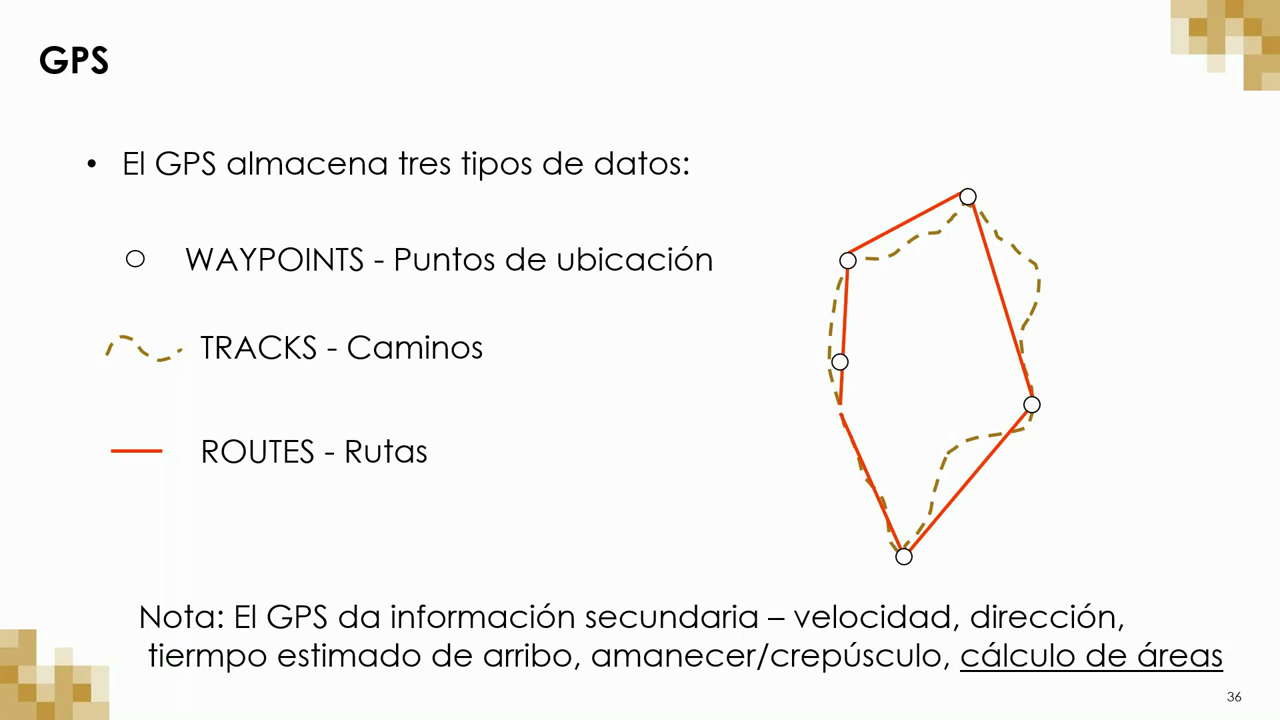 GPS
• El GPS almacena tres tipos de datos:
WAYPOINTS - Puntos de ubicación
TRACKS - Caminos
ROUTES - Rutas
Nota: El GPS da información secundaria – velocidad, dirección,
tiermpo estimado de arribo, amanecer/crepúsculo, cálculo de áreas
36